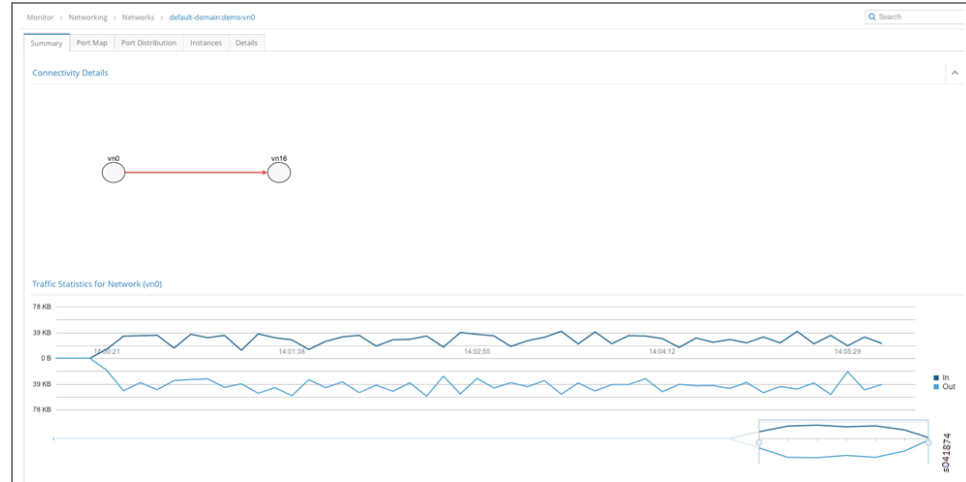 Monitor > Networking > Networks > default-domain:demo:vn0
Search
Summary Port Map Port Distribution Instances Details
Connectivity Details
vn0 vn16
Traffic Statistics for Network (vn0)
78 KB
39 KB
14:00:21 14:01:38 14:02:55 14:04:12 14:05:29
0 B
39 KB
In
Out
78 KB
s041874